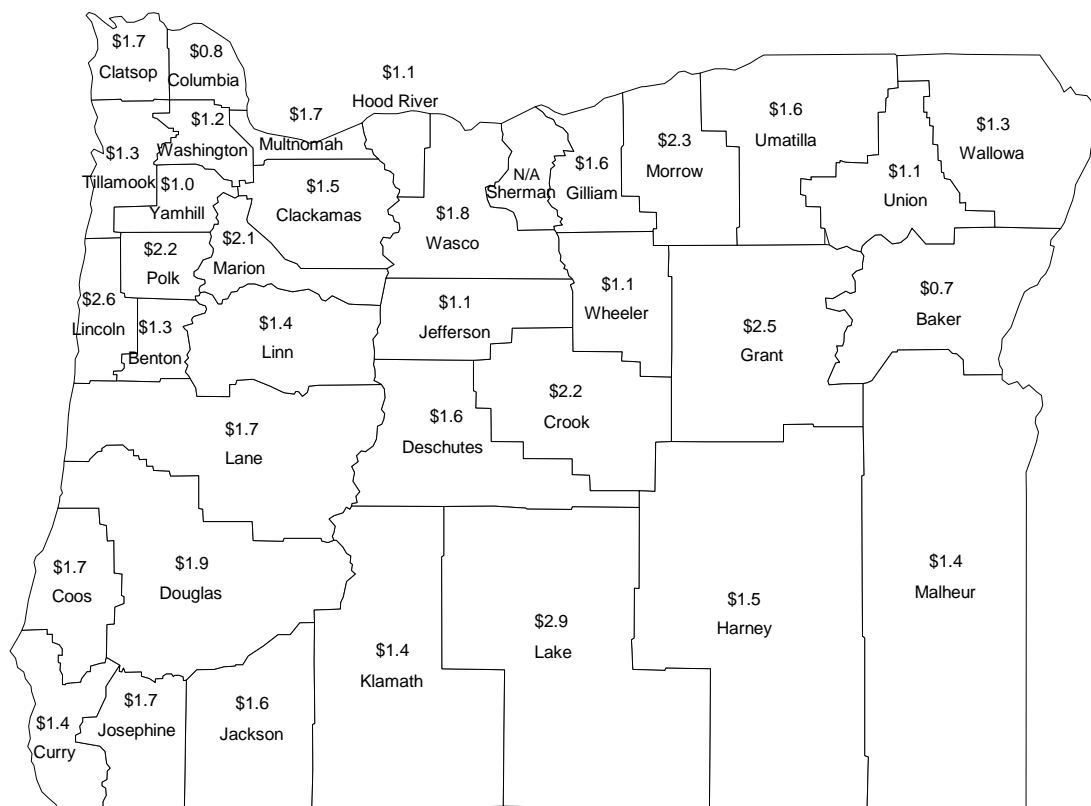 $1.7
Clatsop
$0.8
Columbia
$1.1
Hood River
$1.7
Multnomah
$1.2
Washington
$1.3
Tillamook
$1.0
Yamhill
$1.5
Clackamas
$1.8
Wasco
N/A
Sherman
$1.6
Gilliam
$2.3
Morrow
$1.6
Umatilla
$1.1
Union
$1.3
Wallowa
$2.2
Polk
$2.1
Marion
$2.6
Lincoln
$1.3
Benton
$1.4
Linn
$1.1
Jefferson
$1.1
Wheeler
$2.5
Grant
$0.7
Baker
$1.7
Lane
$1.6
Deschutes
$2.2
Crook
$1.7
Coos
$1.9
Douglas
$1.4
Klamath
$2.9
Lake
$1.5
Harney
$1.4
Malheur
$1.4
Curry
$1.7
Josephine
$1.6
Jackson